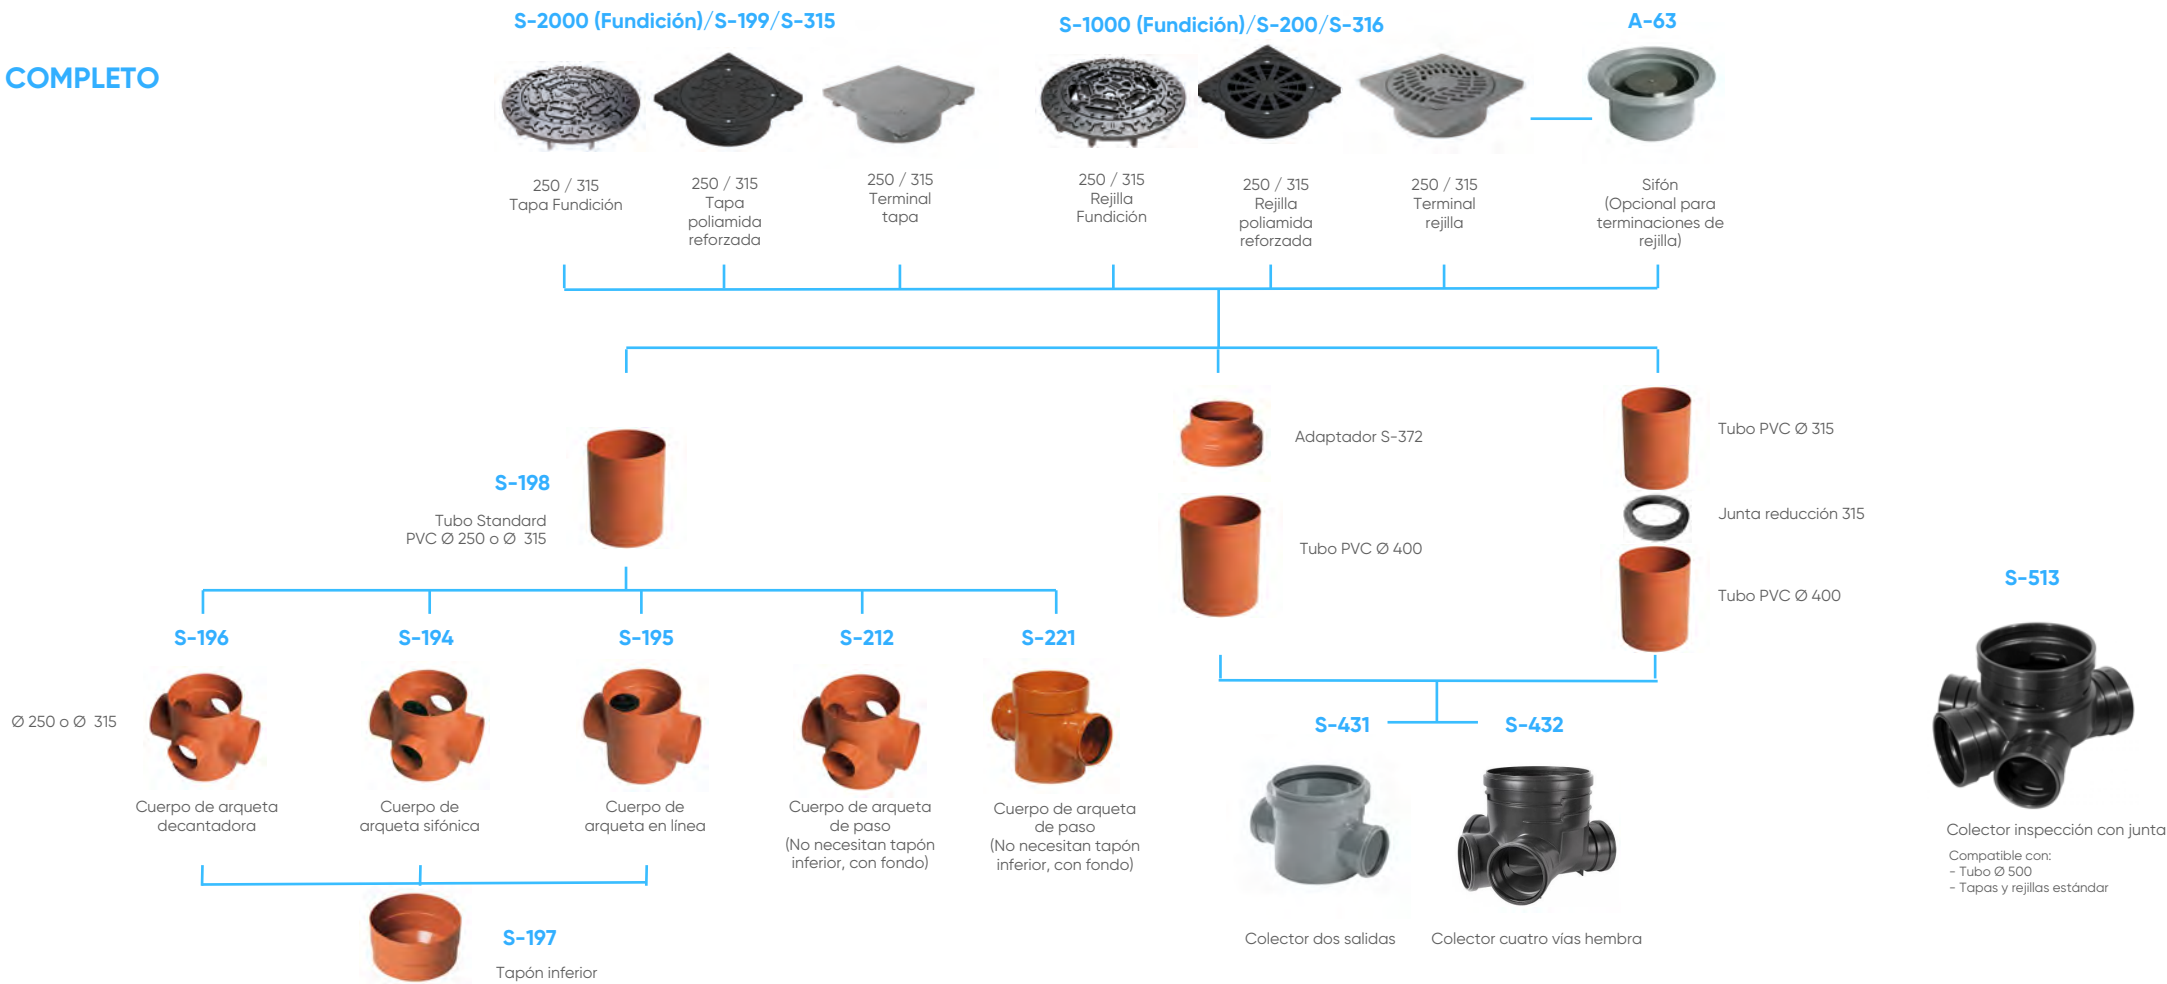 COMPLETO
S-2000 (Fundición)/S-199/S-315
S-1000 (Fundición)/S-200/S-316
A-63
250 / 315
Tapa Fundición
250 / 315
Tapa
poliamida
reforzada
250 / 315
Terminal
tapa
250 / 315
Rejilla
Fundición
250 / 315
Rejilla
poliamida
reforzada
250 / 315
Terminal
rejilla
Sifón
(Opcional para
terminaciones de
rejilla)
S-198
Tubo Standard
PVC Ø 250 o Ø 315
Adaptador S-372
Tubo PVC Ø 400
Tubo PVC Ø 315
Junta reducción 315
Tubo PVC Ø 400
Ø 250 o Ø 315
S-196
Cuerpo de arqueta
decantadora
S-194
Cuerpo de
arqueta sifónica
S-195
Cuerpo de
arqueta en línea
S-212
Cuerpo de arqueta
de paso
(No necesitan tapón
inferior, con fondo)
S-221
Cuerpo de arqueta
de paso
(No necesitan tapón
inferior, con fondo)
S-197
Tapón inferior
S-431
Colector dos salidas
S-432
Colector cuatro vías hembra
S-513
Colector inspección con junta
Compatible con:
- Tubo Ø 500
- Tapas y rejillas estándar